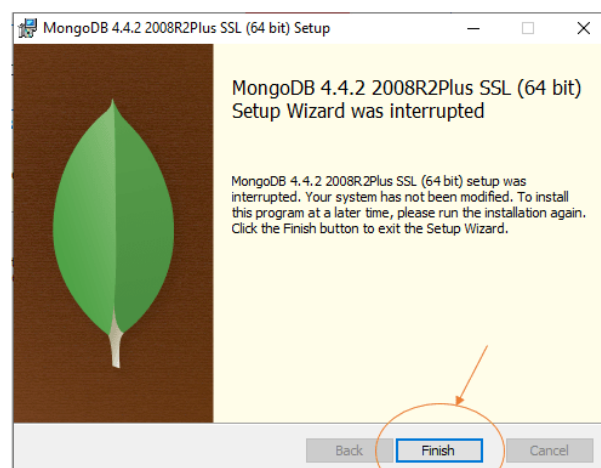 MongoDB 4.4.2 2008R2Plus SSL (64 bit) Setup
MongoDB 4.4.2 2008R2Plus SSL (64 bit)
Setup Wizard was interrupted
MongoDB 4.4.2 2008R2Plus SSL (64 bit) setup was
interrupted. Your system has not been modified. To install
this program at a later time, please run the installation again.
Click the Finish button to exit the Setup Wizard.
Back Finish Cancel